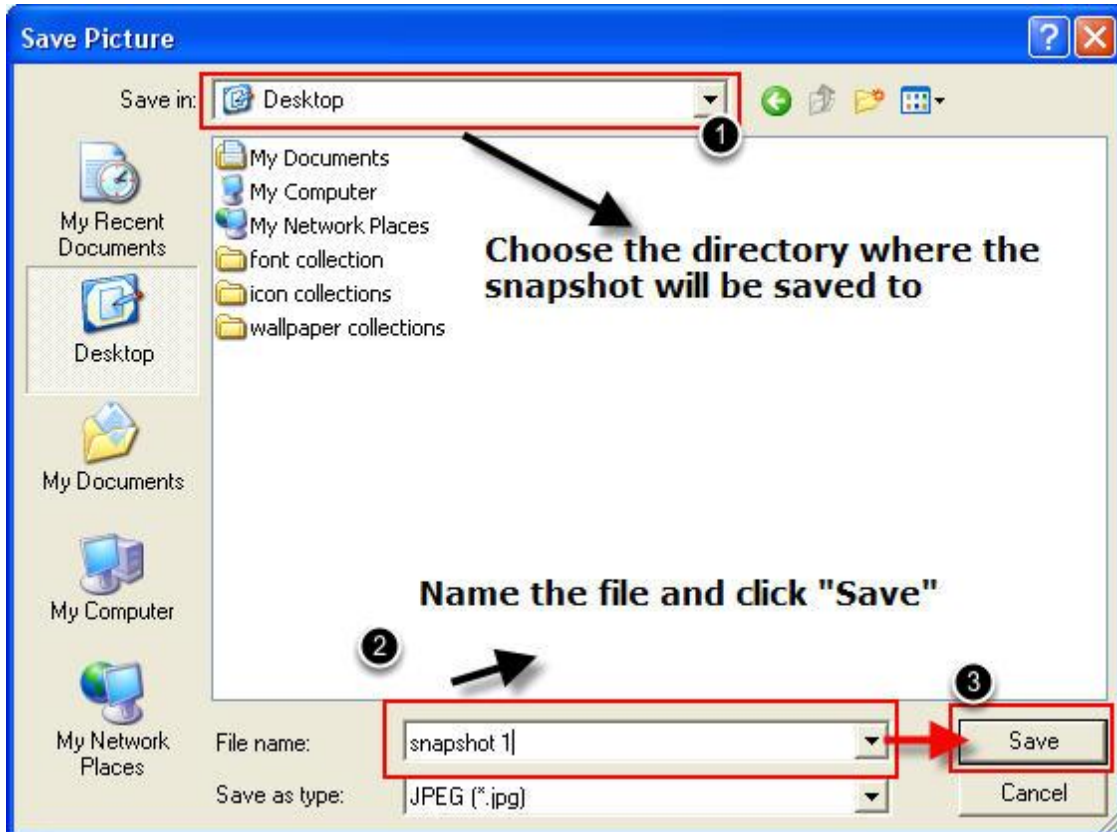 Save Picture
Save in:
Desktop
1
My Recent
Documents
Desktop
My Documents
My Computer
My Network
Places
My Documents
My Computer
My Network Places
font collection
icon collections
wallpaper collections
Choose the directory where the
snapshot will be saved to
Name the file and click "Save"
2
3
File name:
snapshot 1
Save
Save as type:
JPEG (*.jpg)
Cancel